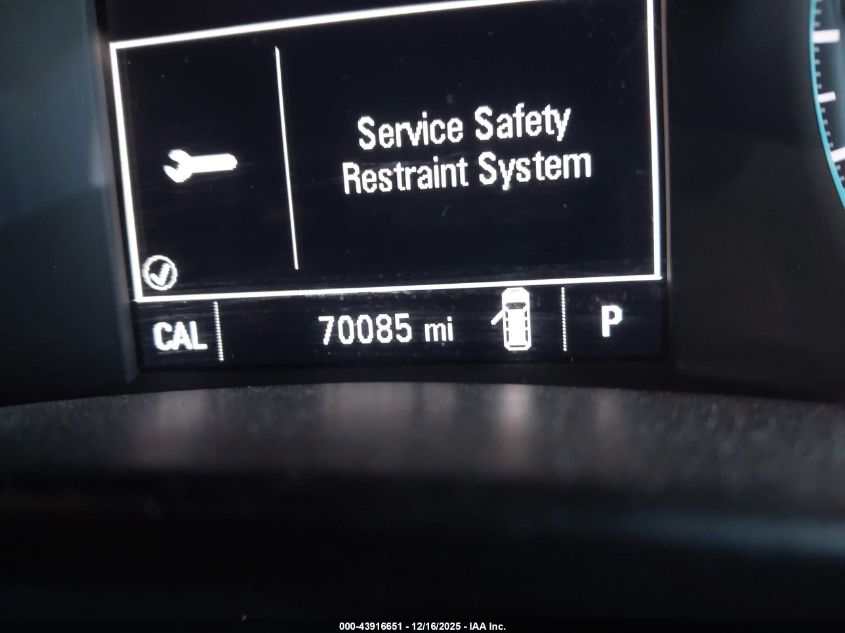 Service Safety
Restraint System
CAL
70085 mi
P
000-43916651 - 12/16/2025 - IAA Inc.